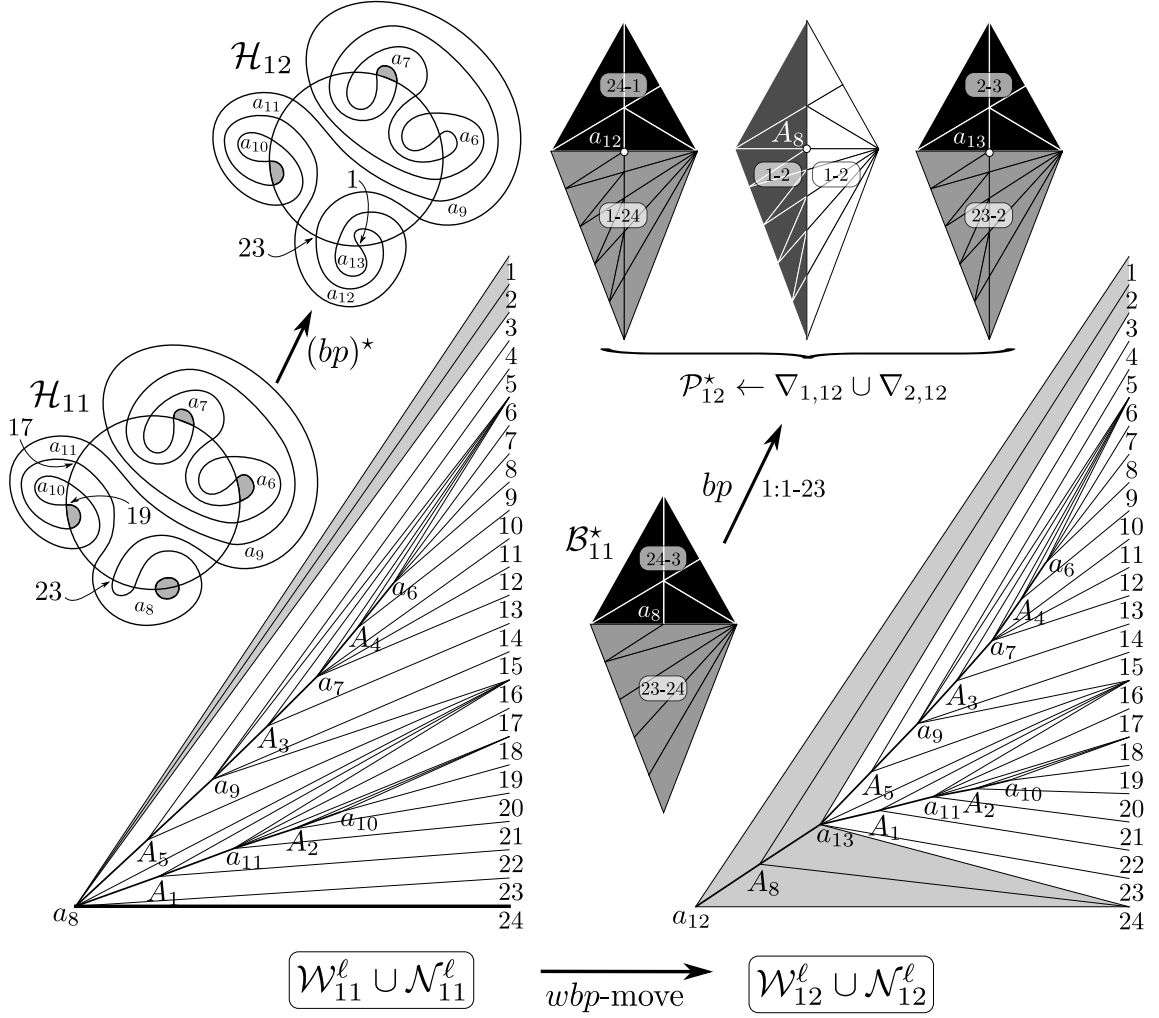 ℋ₁₂
a₇
a₁₁
a₁₀
a₆
1
a₉
23
a₁₃
a₁₂
(bp)⋆
ℋ₁₁
17
a₇
a₁₁
a₁₀
a₆
19
a₉
23
a₈
24-1
a₁₂
1-24
A₈
1-2
1-2
2-3
a₁₃
23-2
𝒫⋆₁₂ ← ∇₁,₁₂ ∪ ∇₂,₁₂
bp
1:1-23
ℬ⋆₁₁
24-3
a₈
23-24
1
2
3
4
5
6
7
8
9
10
11
12
13
14
15
16
17
18
19
20
21
22
23
24
a₆
A₄
a₇
A₃
a₉
a₁₀
A₅
A₂
a₁₁
A₁
a₈
1
2
3
4
5
6
7
8
9
10
11
12
13
14
15
16
17
18
19
20
21
22
23
24
a₆
A₄
a₇
A₃
a₉
A₅
a₁₀
A₂
a₁₁
A₁
a₁₃
A₈
a₁₂
𝒲ˡ₁₁ ∪ 𝒩ˡ₁₁
wbp-move
𝒲ˡ₁₂ ∪ 𝒩ˡ₁₂